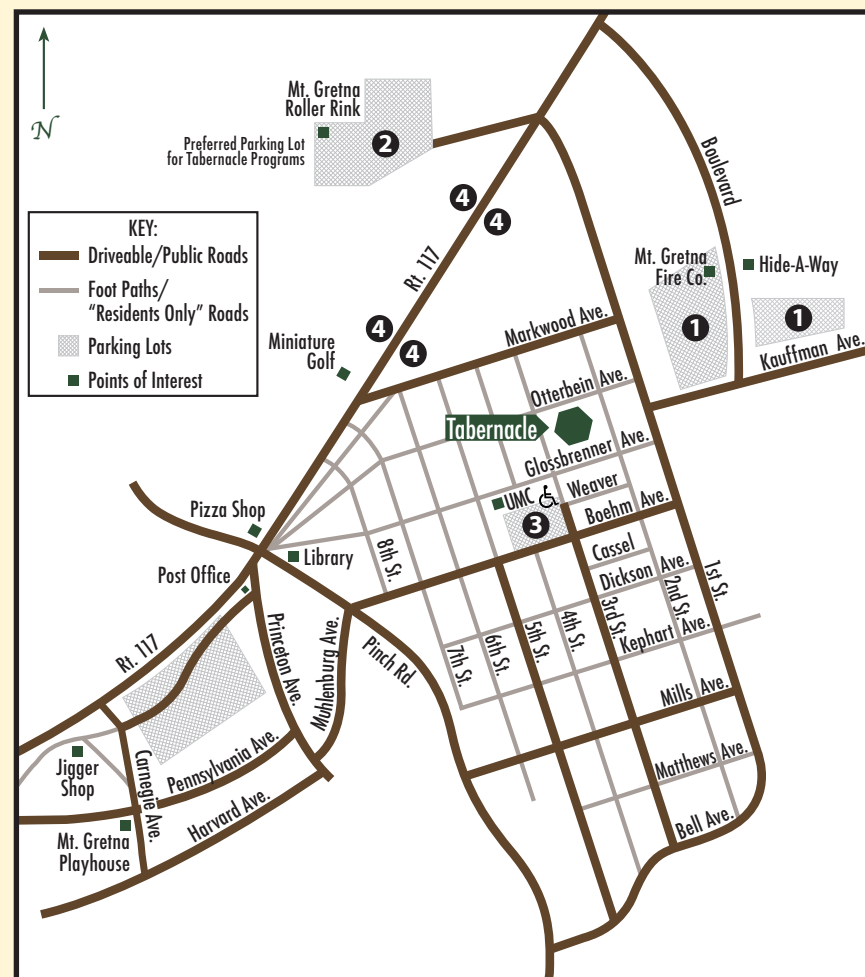 N
Mt. Gretna
Roller Rink
Preferred Parking Lot
for Tabernacle Programs
2
4
4
Rt. 117
Boulevard
KEY:
Driveable/Public Roads
Foot Paths/
"Residents Only" Roads
Parking Lots
Points of Interest
Mt. Gretna
Fire Co.
Hide-A-Way
1
1
Kauffman Ave.
4
4
Miniature
Golf
Markwood Ave.
Otterbein Ave.
Tabernacle
Glossbrenner Ave.
UMC
Weaver
3
Boehm Ave.
Pizza Shop
Library
Post Office
8th St.
Cassel
Dickson Ave.
1st St.
2nd St.
3rd St.
4th St.
5th St.
6th St.
7th St.
Kephart Ave.
Rt. 117
Princeton Ave.
Muhlenburg Ave.
Pinch Rd.
Mills Ave.
Matthews Ave.
Bell Ave.
Jigger
Shop
Carnegie Ave.
Pennsylvania Ave.
Harvard Ave.
Mt. Gretna
Playhouse